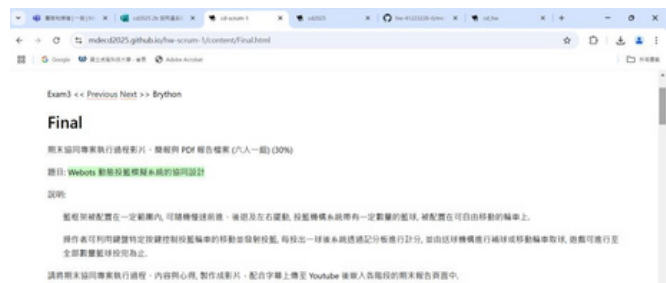 cd2025
mdecd2025.github.io/hw-scrum-1/content/Final.html
Google
Adobe Acrobat
Exam3 << Previous Next >> Brython
Final
期末協同專案執行過程影片、簡報與 PDf 報告檔案 (六人一組) (30%)
題目: Webots 動態投籃模擬系統的協同設計
說明:
籃框架被配置在一定範圍內, 可隨機慢速前進、後退及左右擺動, 投籃機構系統帶有一定數量的籃球, 被配置在可自由移動的輪車上.
操作者可利用鍵盤特定按鍵控制投籃輪車的移動並發射投籃, 每投出一球後系統透過記分板進行計分, 並由送球機構進行補球或移動輪車取球, 遊戲可進行至
全部數量籃球投完為止.
請將期末協同專案執行過程、內容與心得, 製作成影片、配合字幕上傳至 Youtube 後嵌入各階段的期末報告頁面中.